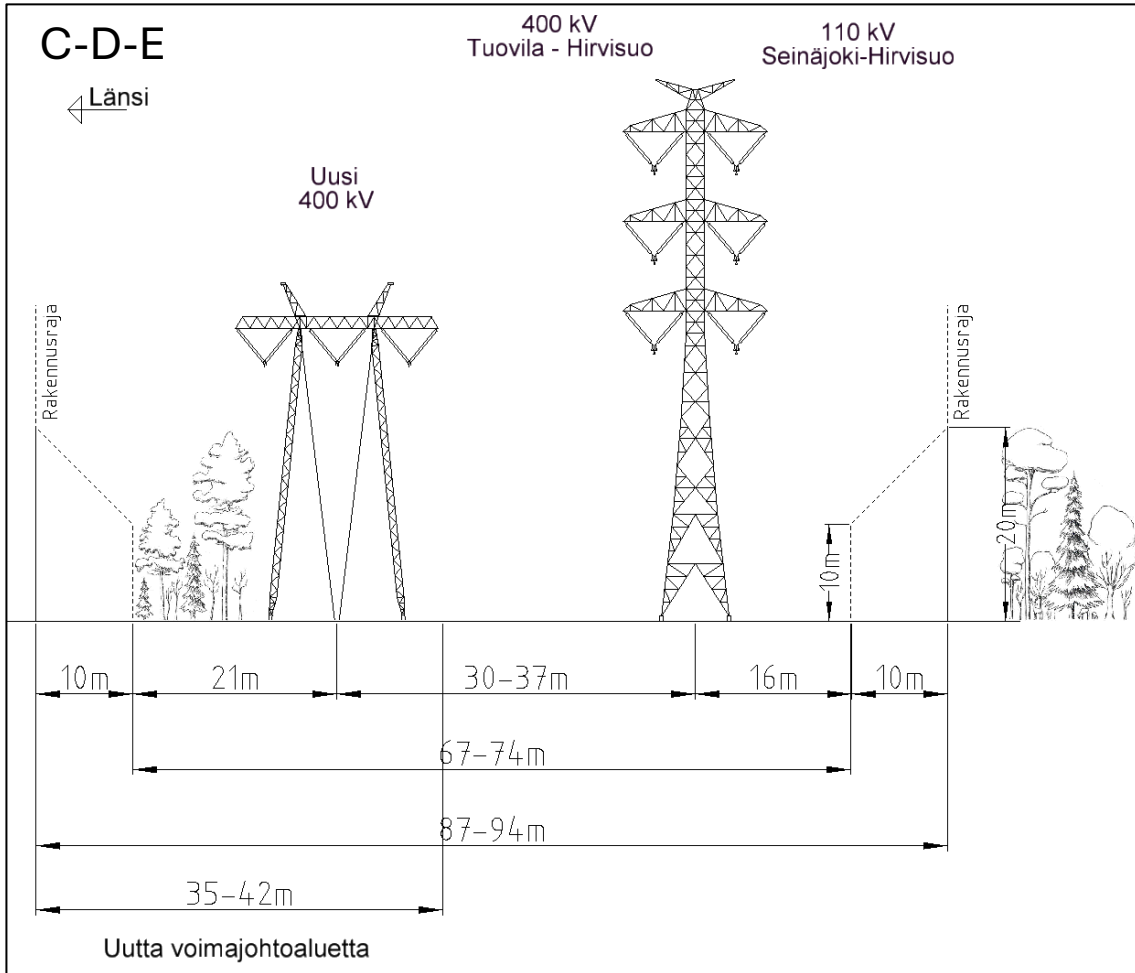 C-D-E
Länsi
400 kV
Tuovila - Hirvisuo
110 kV
Seinäjoki-Hirvisuo
Uusi
400 kV
Rakennusraja
Rakennusraja
20m
10m
10m
21m
30-37m
16m
10m
67-74m
87-94m
35-42m
Uutta voimajohtoaluetta